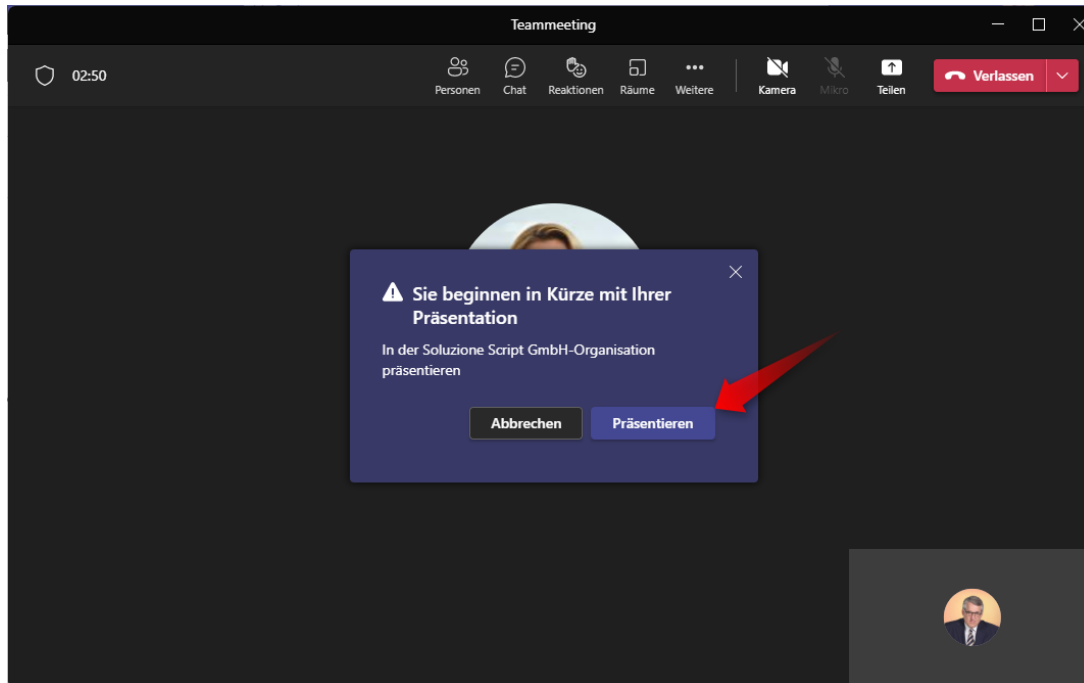 Teammeeting
02:50
Personen Chat Reaktionen Räume Weitere Kamera Mikro Teilen Verlassen
Sie beginnen in Kürze mit Ihrer
Präsentation
In der Soluzione Script GmbH-Organisation
präsentieren
Abbrechen Präsentieren